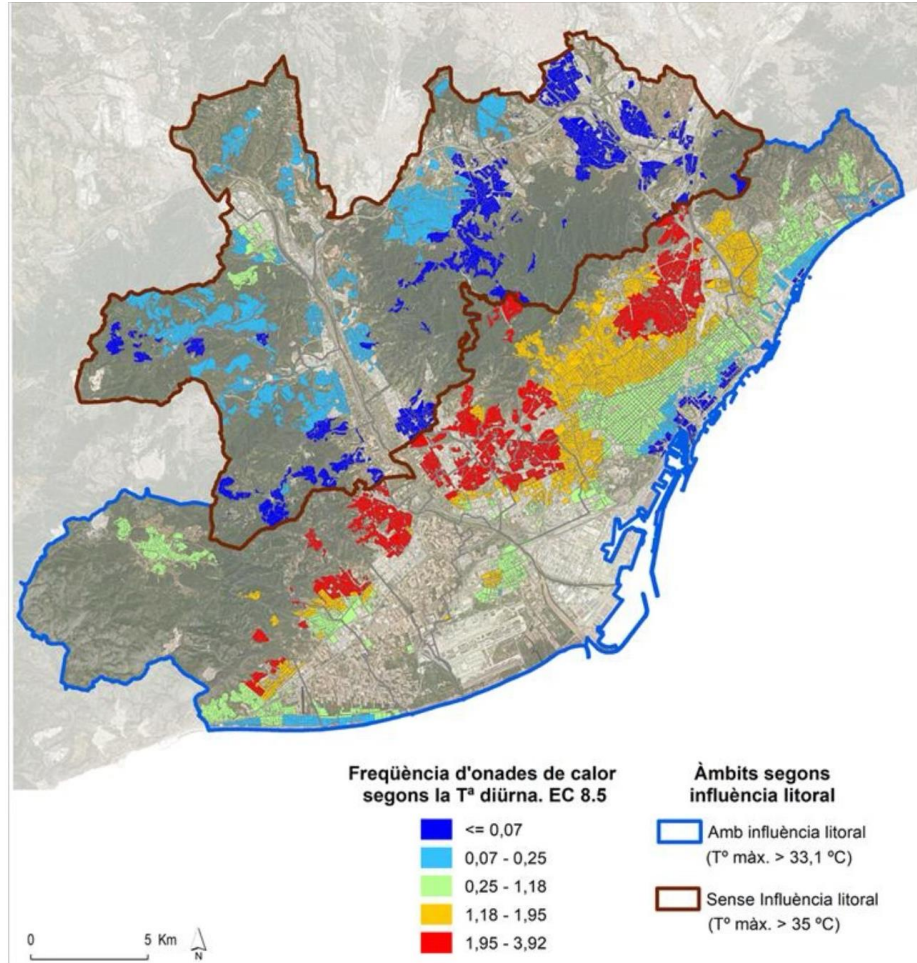 Freqüència d'onades de calor
segons la Tª diürna. EC 8.5
<= 0,07
0,07 - 0,25
0,25 - 1,18
1,18 - 1,95
1,95 - 3,92
Àmbits segons
influència litoral
Amb influència litoral
(Tº màx. > 33,1 ºC)
Sense Influència litoral
(Tº màx. > 35 ºC)
0 5 Km
N